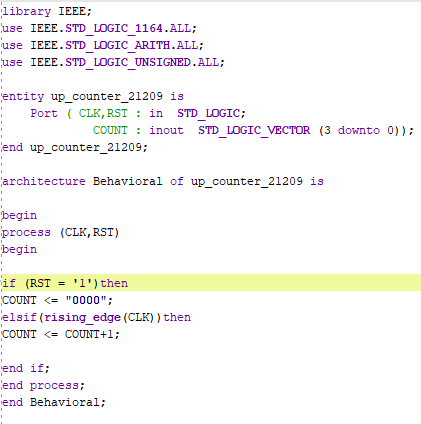 library IEEE;
use IEEE.STD_LOGIC_1164.ALL;
use IEEE.STD_LOGIC_ARITH.ALL;
use IEEE.STD_LOGIC_UNSIGNED.ALL;
entity up_counter_21209 is
Port ( CLK,RST : in STD_LOGIC;
COUNT : inout STD_LOGIC_VECTOR (3 downto 0));
end up_counter_21209;
architecture Behavioral of up_counter_21209 is
begin
process (CLK,RST)
begin
if (RST = '1')then
COUNT <= "0000";
elsif(rising_edge(CLK))then
COUNT <= COUNT+1;
end if;
end process;
end Behavioral;